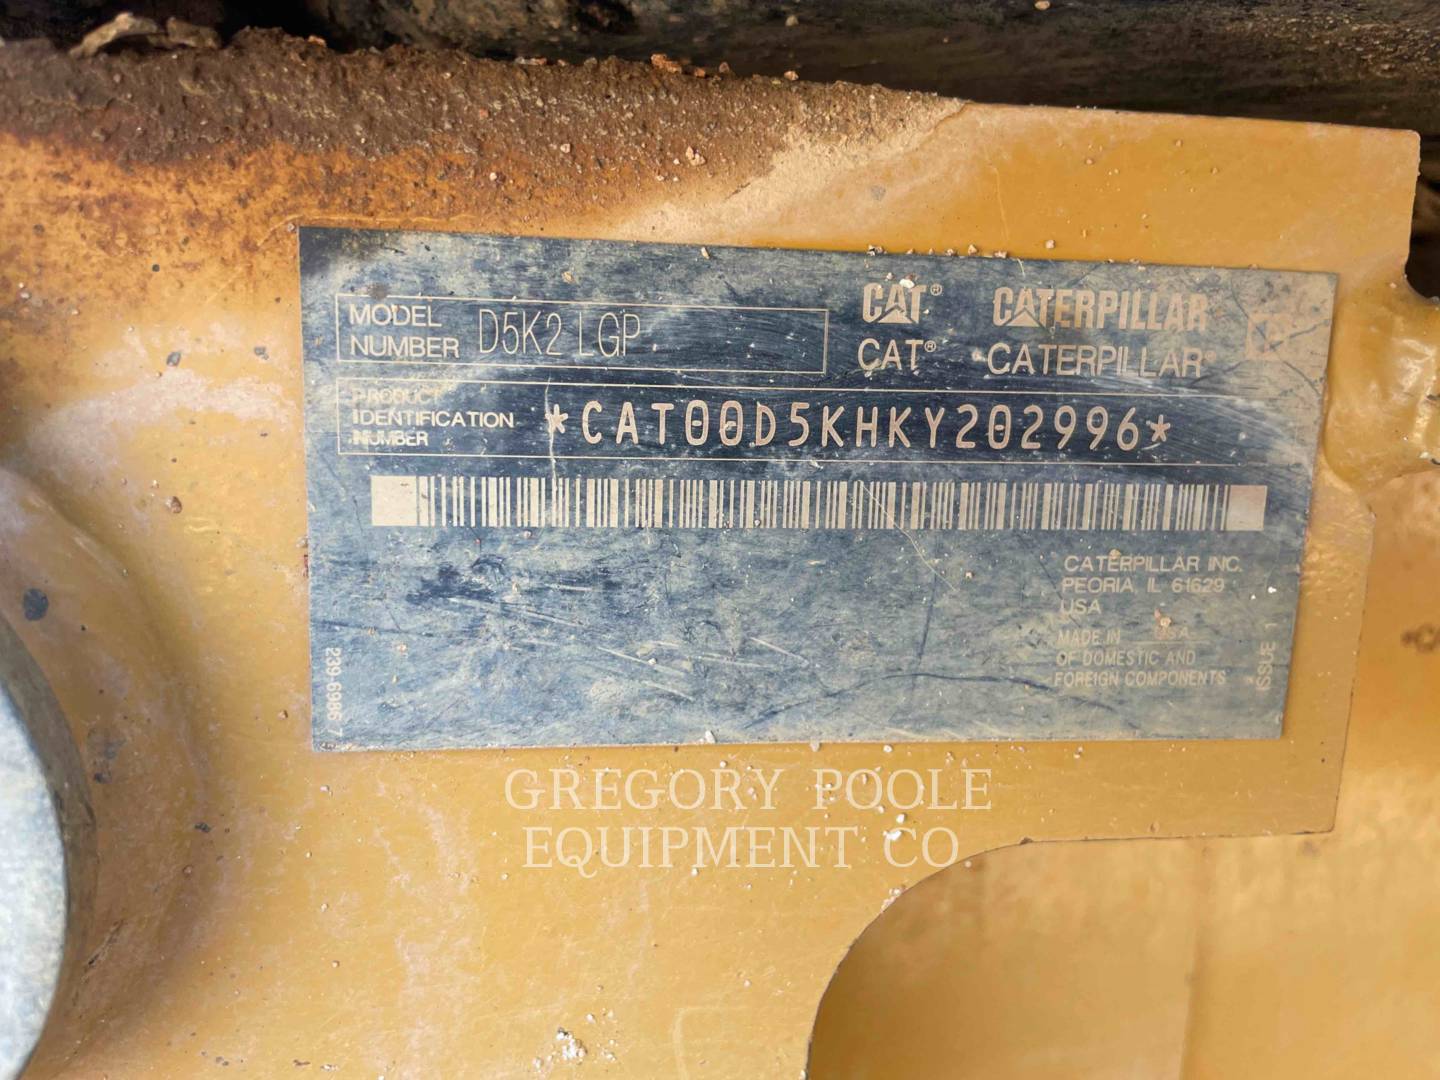 MODEL NUMBER D5K2 LGP
CAT® CATERPILLAR
CAT® CATERPILLAR®
PRODUCT IDENTIFICATION NUMBER *CAT00D5KHKY202996*
CATERPILLAR INC.
PEORIA, IL 61629
USA
MADE IN USA
OF DOMESTIC AND
FOREIGN COMPONENTS
ISSUE 1
239-6986 7
GREGORY POOLE
EQUIPMENT CO